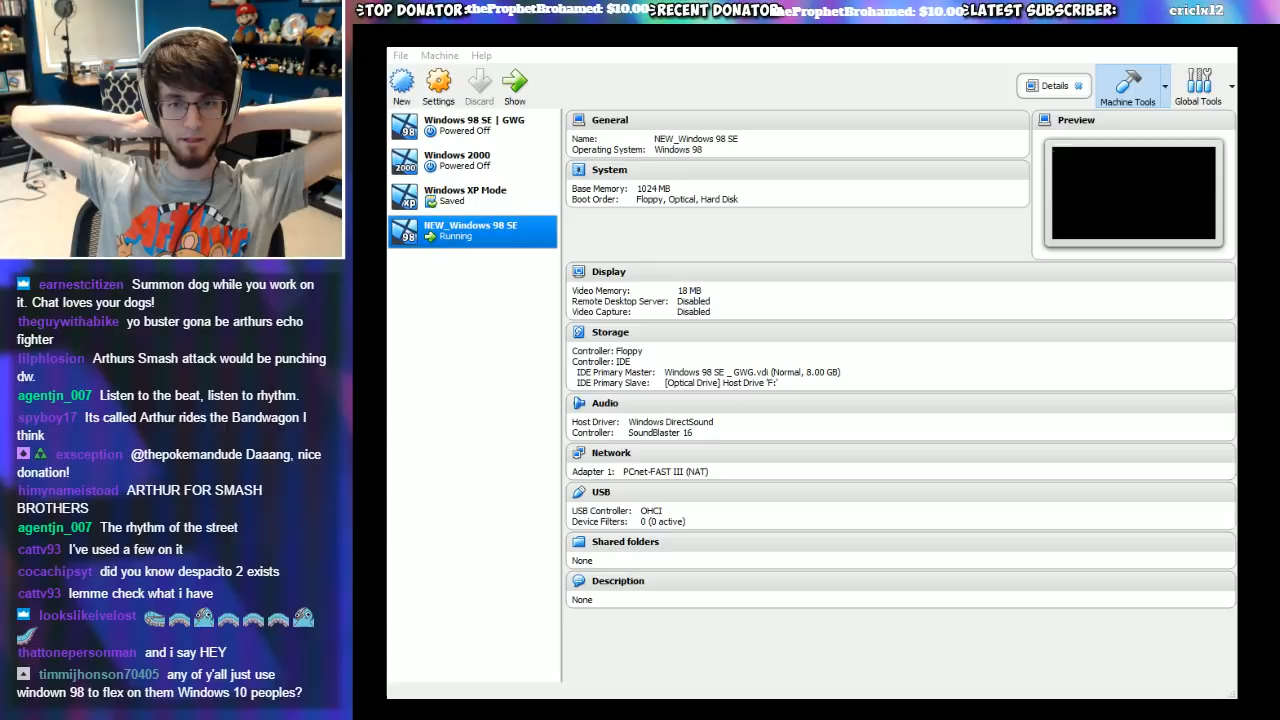 TOP DONATOR: theProphetBrohamed: $10.00 RECENT DONATOR: theProphetBrohamed: $10.00 LATEST SUBSCRIBER: ericlx12
File Machine Help
New Settings Discard Show
Details Machine Tools Global Tools
Windows 98 SE | GWG
Powered Off
Windows 2000
Powered Off
Windows XP Mode
Saved
NEW_Windows 98 SE
Running
98
2000
xp
98
General
Name: NEW_Windows 98 SE
Operating System: Windows 98
System
Base Memory: 1024 MB
Boot Order: Floppy, Optical, Hard Disk
Preview
Display
Video Memory: 18 MB
Remote Desktop Server: Disabled
Video Capture: Disabled
Storage
Controller: Floppy
Controller: IDE
IDE Primary Master: Windows 98 SE _ GWG.vdi (Normal, 8.00 GB)
IDE Primary Slave: [Optical Drive] Host Drive 'F:'
Audio
Host Driver: Windows DirectSound
Controller: SoundBlaster 16
Network
Adapter 1: PCnet-FAST III (NAT)
USB
USB Controller: OHCI
Device Filters: 0 (0 active)
Shared folders
None
Description
None
earnestcitizen Summon dog while you work on
it. Chat loves your dogs!
theguywithabike yo buster gona be arthurs echo
fighter
lilphlosion Arthurs Smash attack would be punching
dw.
agentjn_007 Listen to the beat, listen to rhythm.
spyboy17 Its called Arthur rides the Bandwagon I
think
exsception @thepokemandude Daaang, nice
donation!
himynameistoad ARTHUR FOR SMASH
BROTHERS
agentjn_007 The rhythm of the street
cattv93 I've used a few on it
cocachipsyt did you know despacito 2 exists
cattv93 lemme check what i have
lookslikeivelost
thattonepersonman and i say HEY
timmijhonson70405 any of y'all just use
windown 98 to flex on them Windows 10 peoples?